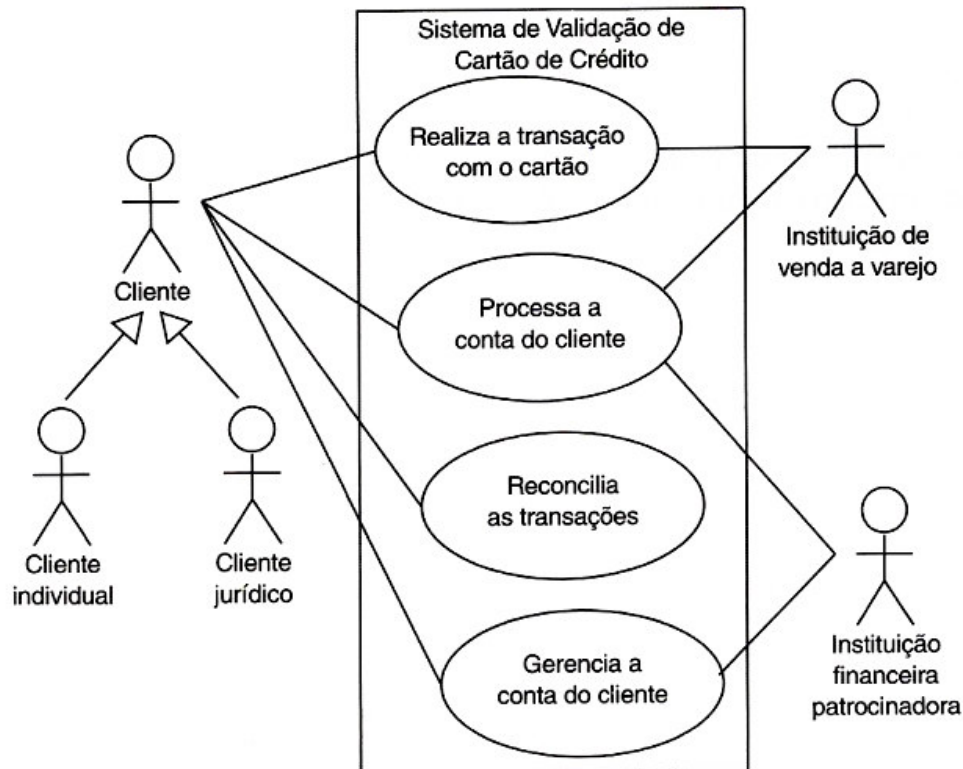 Sistema de Validação de
Cartão de Crédito
Realiza a transação
com o cartão
Instituição de
venda a varejo
Cliente
Processa a
conta do cliente
Cliente
individual
Cliente
jurídico
Reconcilia
as transações
Gerencia a
conta do cliente
Instituição
financeira
patrocinadora